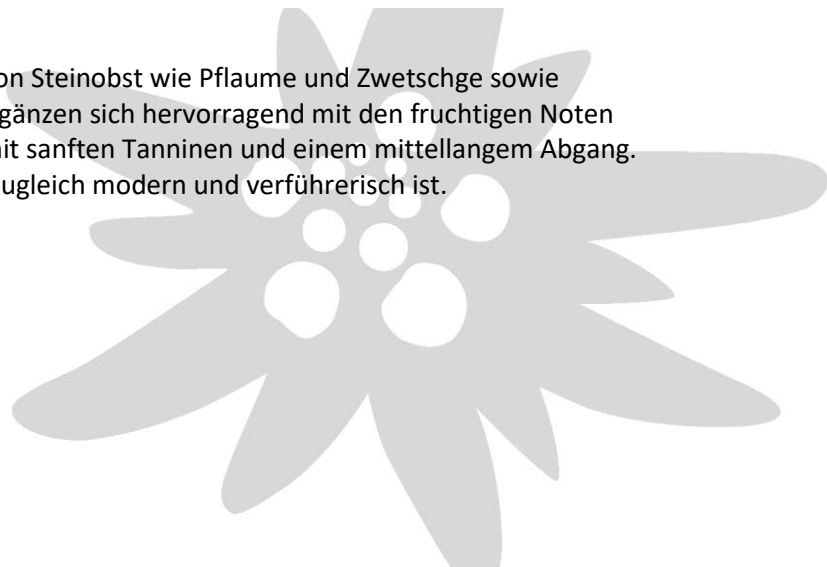 on Steinobst wie Pflaume und Zwetschge sowie
gänzen sich hervorragend mit den fruchtigen Noten
it sanften Tanninen und einem mittellangem Abgang.
ugleich modern und verführerisch ist.